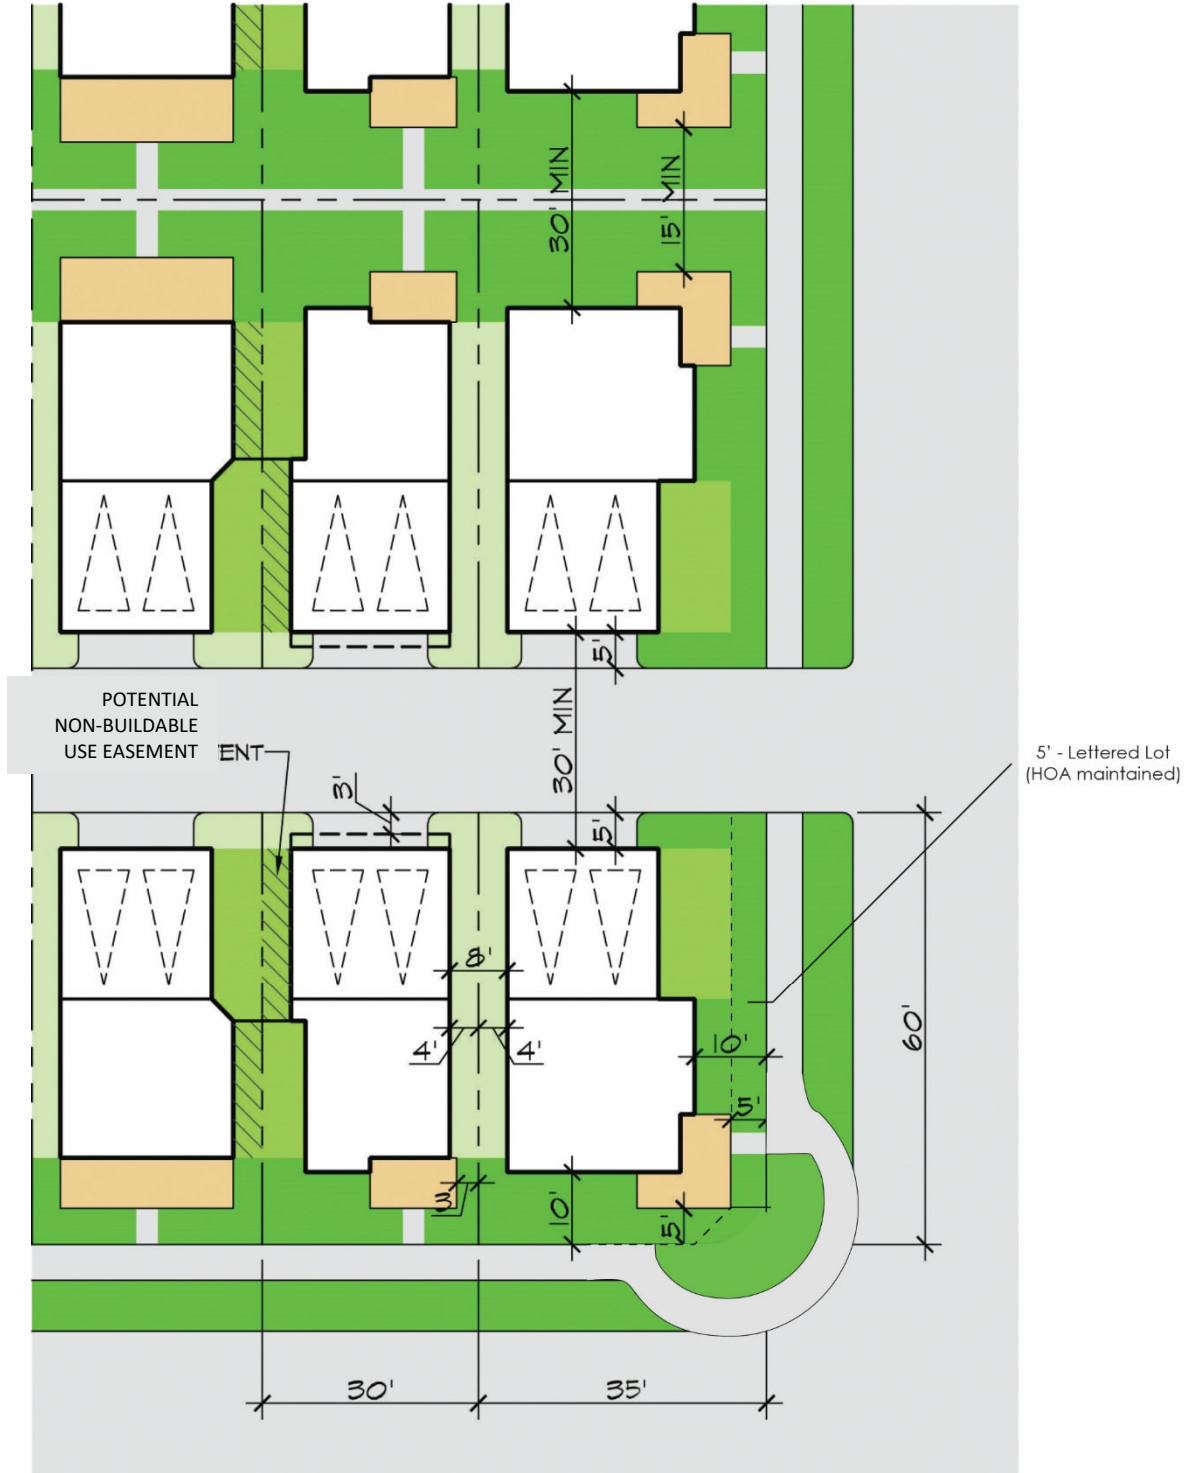 30' MIN
15' MIN
5'
30' MIN
POTENTIAL
NON-BUILDABLE
USE EASEMENT
ENT
3'
5'
5' - Lettered Lot
(HOA maintained)
8'
4'
4'
10'
60'
5'
3
10'
5'
30'
35'